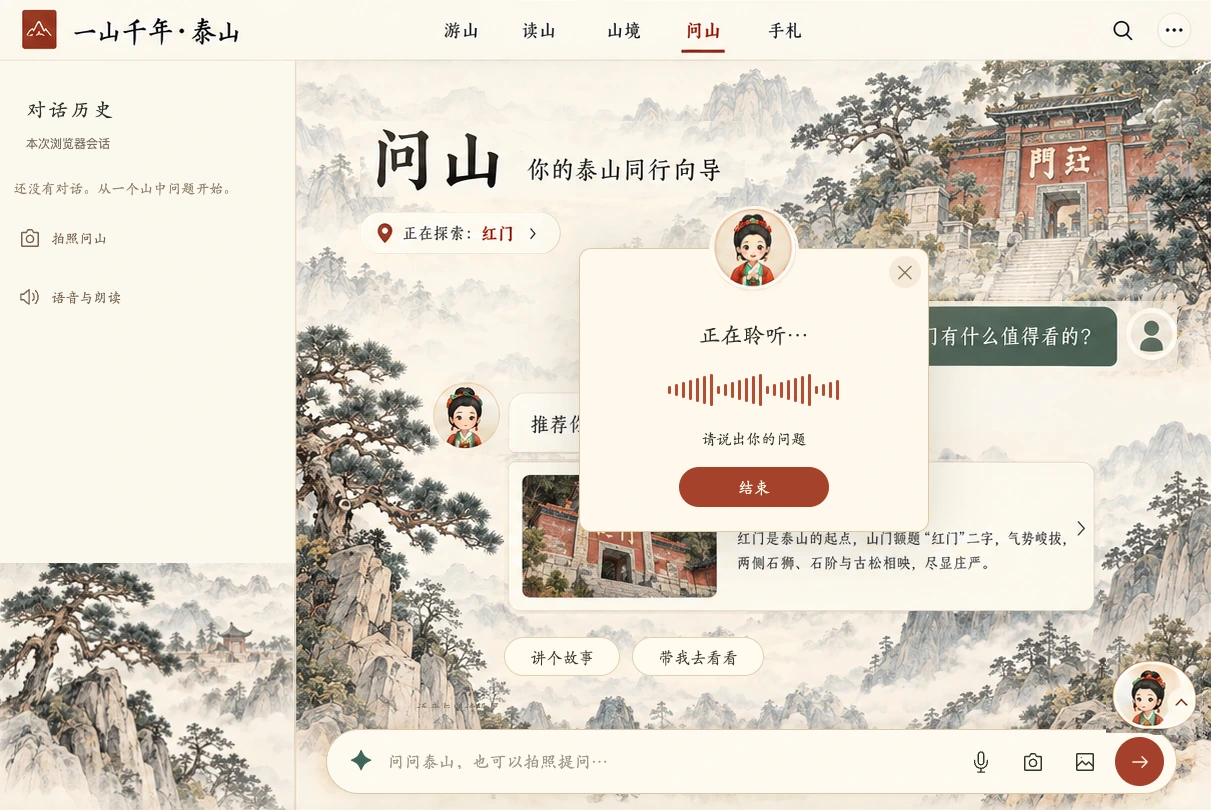 一山千年·泰山
游山
读山
山境
问山
手札
对话历史
本次浏览器会话
还没有对话。从一个山中问题开始。
拍照问山
语音与朗读
问山
你的泰山同行向导
正在探索：红门
門红
正在聆听…
请说出你的问题
结束
门有什么值得看的？
推荐你
红门是泰山的起点，山门额题“红门”二字，气势峻拔，
两侧石狮、石阶与古松相映，尽显庄严。
讲个故事
带我去看看
问问泰山，也可以拍照提问…